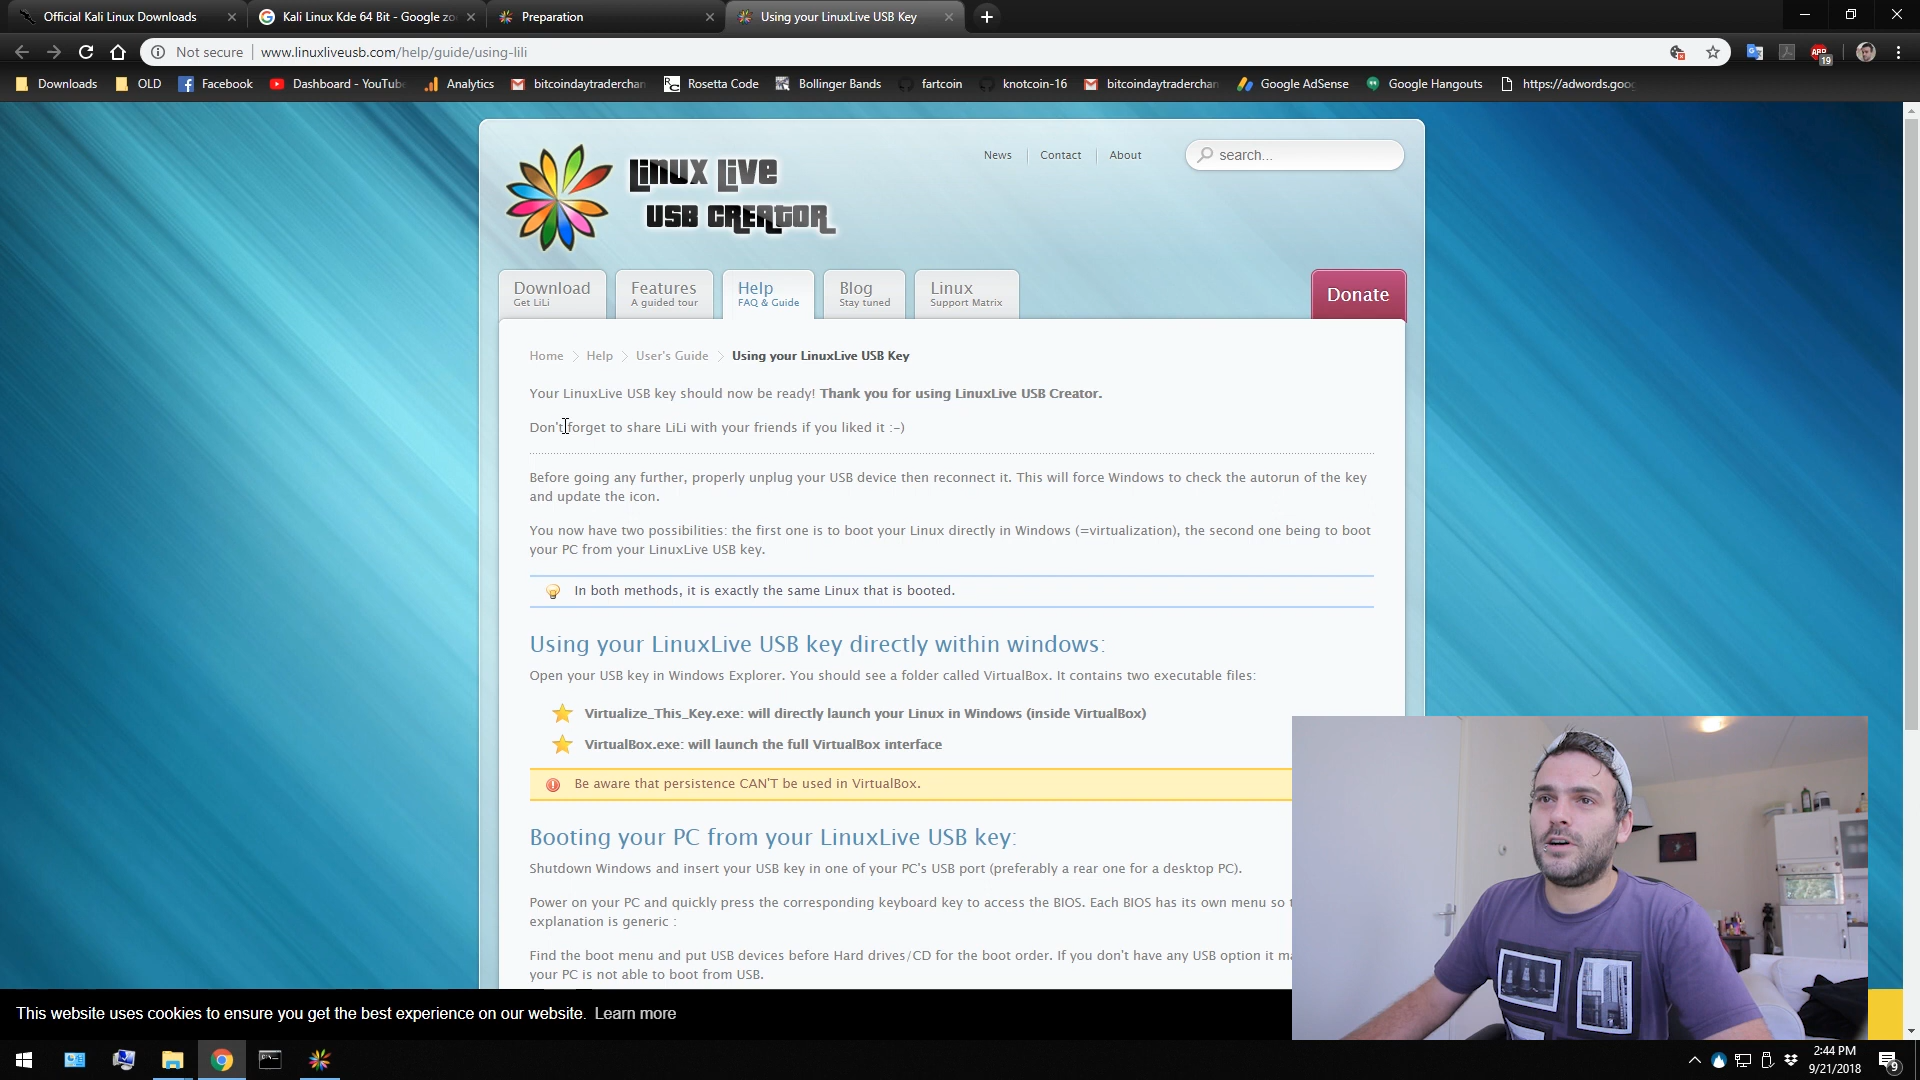 Official Kali Linux Downloads
Kali Linux Kde 64 Bit - Google zo
Preparation
Using your LinuxLive USB Key
Not secure
www.linuxliveusb.com/help/guide/using-lili
ABP
19
Downloads
OLD
Facebook
Dashboard - YouTube
Analytics
bitcoindaytraderchan
Rosetta Code
Bollinger Bands
fartcoin
knotcoin-16
bitcoindaytraderchan
Google AdSense
Google Hangouts
https://adwords.goog
Linux Live
USB Creator
News
Contact
About
search...
Download
Get LiLi
Features
A guided tour
Help
FAQ & Guide
Blog
Stay tuned
Linux
Support Matrix
Donate
Home
Help
User's Guide
Using your LinuxLive USB Key
Your LinuxLive USB key should now be ready! Thank you for using LinuxLive USB Creator.
Don't forget to share LiLi with your friends if you liked it :-)
Before going any further, properly unplug your USB device then reconnect it. This will force Windows to check the autorun of the key
and update the icon.
You now have two possibilities: the first one is to boot your Linux directly in Windows (=virtualization), the second one being to boot
your PC from your LinuxLive USB key.
In both methods, it is exactly the same Linux that is booted.
Using your LinuxLive USB key directly within windows:
Open your USB key in Windows Explorer. You should see a folder called VirtualBox. It contains two executable files:
Virtualize_This_Key.exe: will directly launch your Linux in Windows (inside VirtualBox)
VirtualBox.exe: will launch the full VirtualBox interface
Be aware that persistence CAN'T be used in VirtualBox.
Booting your PC from your LinuxLive USB key:
Shutdown Windows and insert your USB key in one of your PC's USB port (preferably a rear one for a desktop PC).
Power on your PC and quickly press the corresponding keyboard key to access the BIOS. Each BIOS has its own menu so
explanation is generic :
Find the boot menu and put USB devices before Hard drives/CD for the boot order. If you don't have any USB option it
your PC is not able to boot from USB.
This website uses cookies to ensure you get the best experience on our website. Learn more
2:44 PM
9/21/2018
9